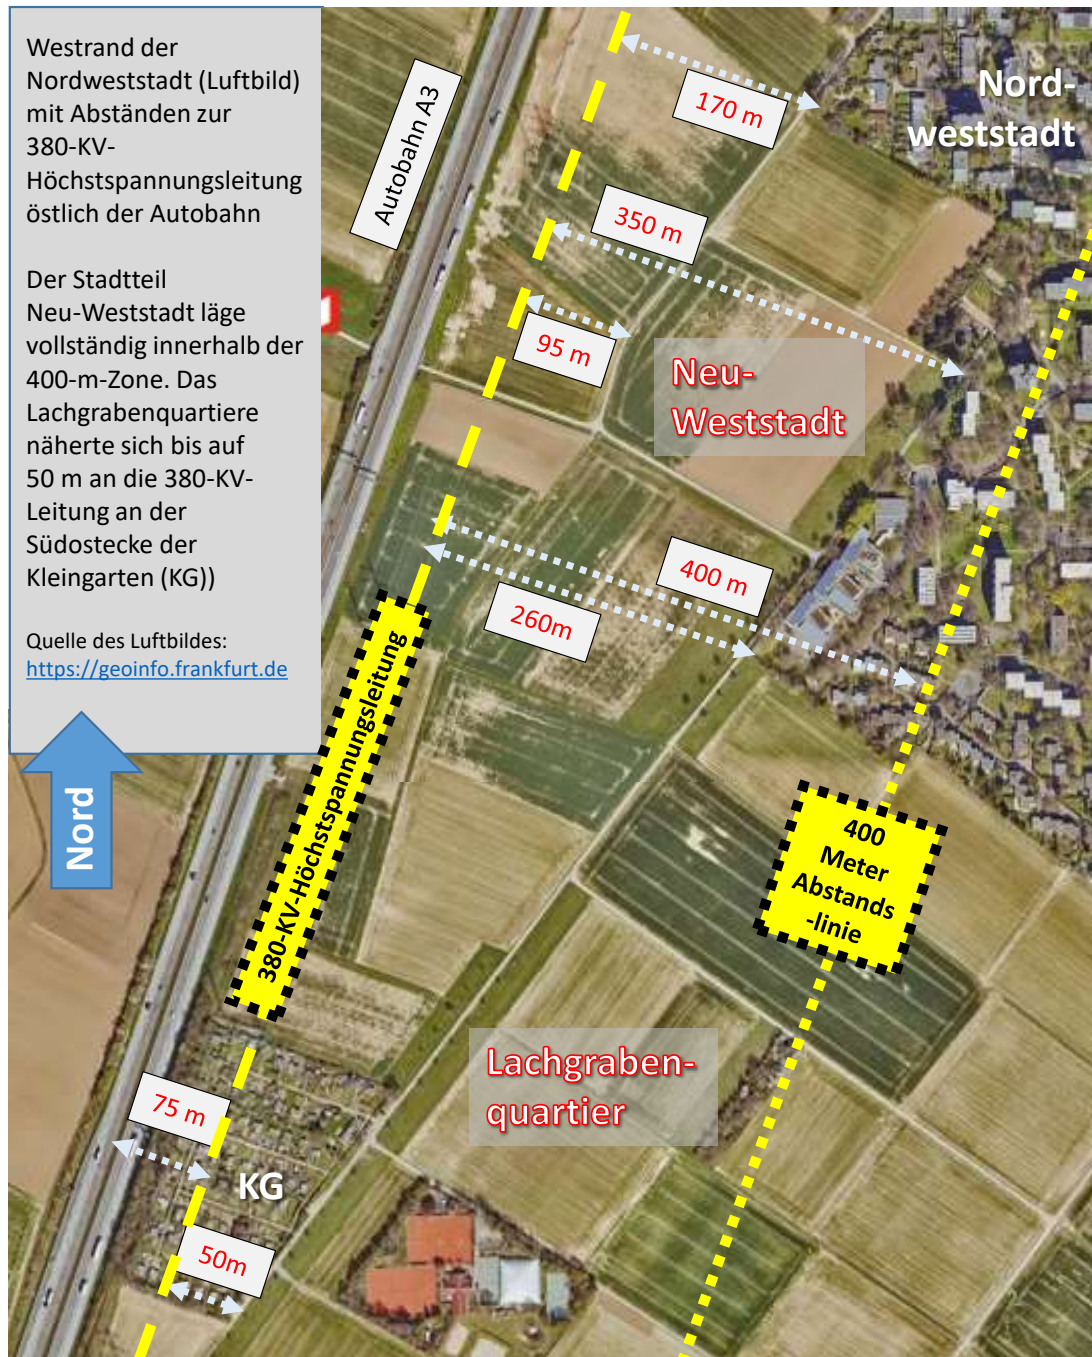 Westrand der
Nordweststadt (Luftbild)
mit Abständen zur
380-KV-
Höchstspannungsleitung
östlich der Autobahn
Der Stadtteil
Neu-Weststadt läge
vollständig innerhalb der
400-m-Zone. Das
Lachgrabenquartiere
näherte sich bis auf
50 m an die 380-KV-
Leitung an der
Südostecke der
Kleingarten (KG))
Quelle des Luftbildes:
https://geoinfo.frankfurt.de
Nord
Autobahn A3
170 m
Nord-
weststadt
350 m
95 m
Neu-
Weststadt
400 m
260m
380-KV-Höchstspannungsleitung
400
Meter
Abstands
-linie
Lachgraben-
quartier
75 m
KG
50m